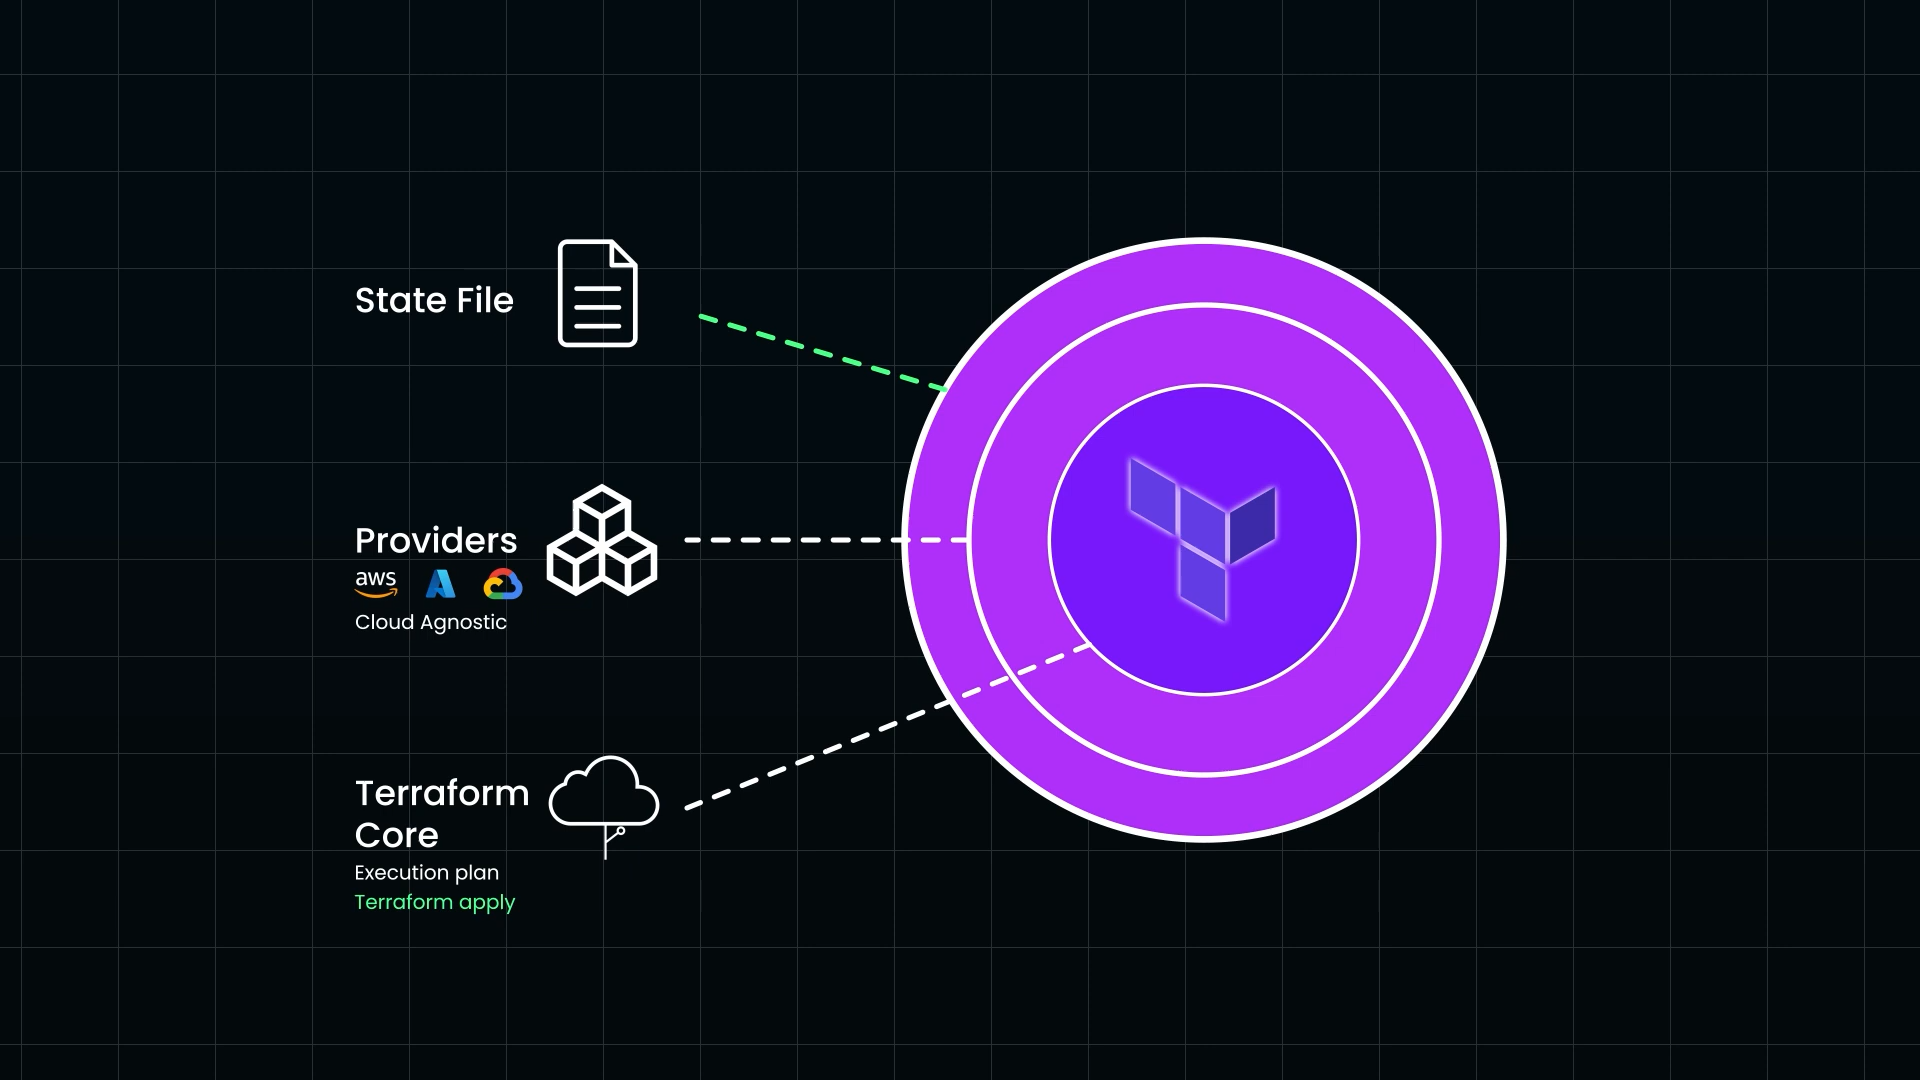 State File
Providers
aws
Cloud Agnostic
Terraform
Core
Execution plan
Terraform apply